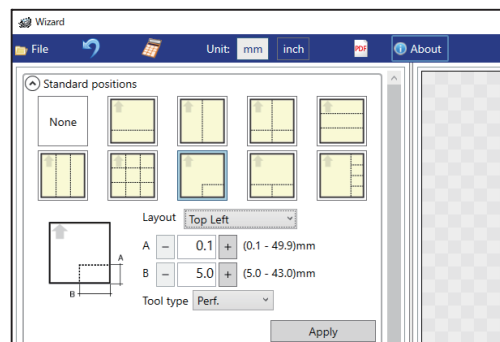 Wizard
File Unit: mm inch PDF About
Standard positions
None
Layout Top Left
A - 0.1 + (0.1 - 49.9)mm
B - 5.0 + (5.0 - 43.0)mm
A
B
Tool type Perf.
Apply